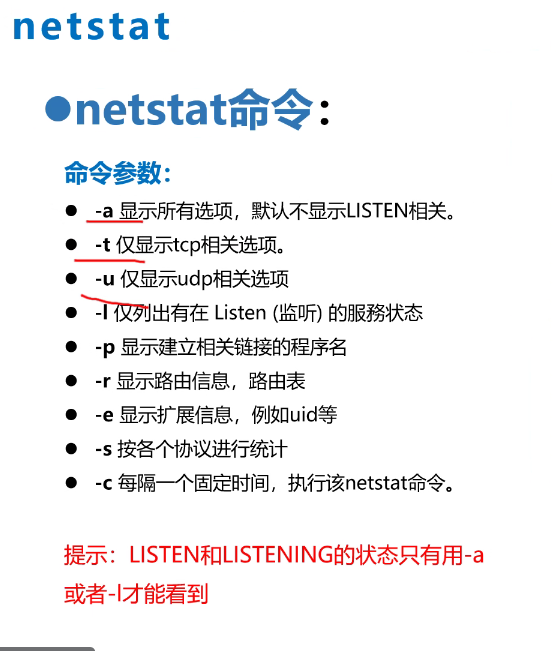 netstat
●netstat命令：
命令参数：
● -a 显示所有选项，默认不显示LISTEN相关。
● -t 仅显示tcp相关选项。
● -u 仅显示udp相关选项
● -l 仅列出有在 Listen (监听) 的服務状态
● -p 显示建立相关链接的程序名
● -r 显示路由信息，路由表
● -e 显示扩展信息，例如uid等
● -s 按各个协议进行统计
● -c 每隔一个固定时间，执行该netstat命令。
提示：LISTEN和LISTENING的状态只有用-a
或者-l才能看到